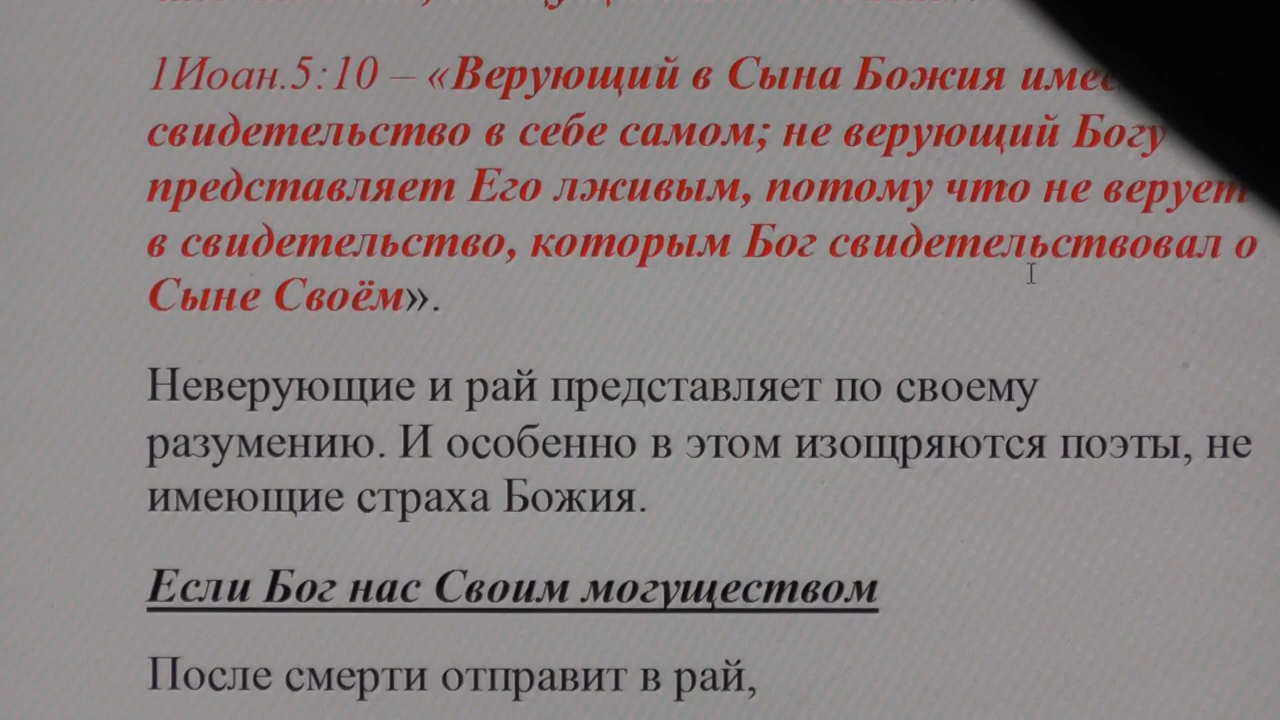 1Иоан.5:10 – «Верующий в Сына Божия
свидетельство в себе самом; не верующий Богу
представляет Его лживым, потому что не верует
в свидетельство, которым Бог свидетельствовал о
Сыне Своём».
Неверующие и рай представляет по своему
разумению. И особенно в этом изощряются поэты, не
имеющие страха Божия.
Если Бог нас Своим могуществом
После смерти отправит в рай,